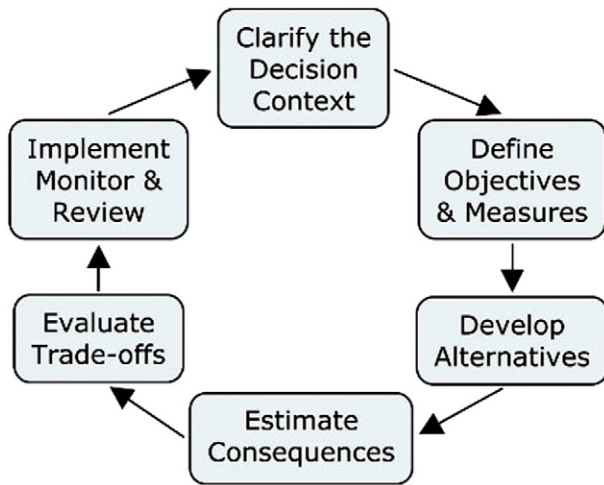 Clarify the
Decision
Context
Define
Objectives
& Measures
Develop
Alternatives
Estimate
Consequences
Evaluate
Trade-offs
Implement
Monitor &
Review